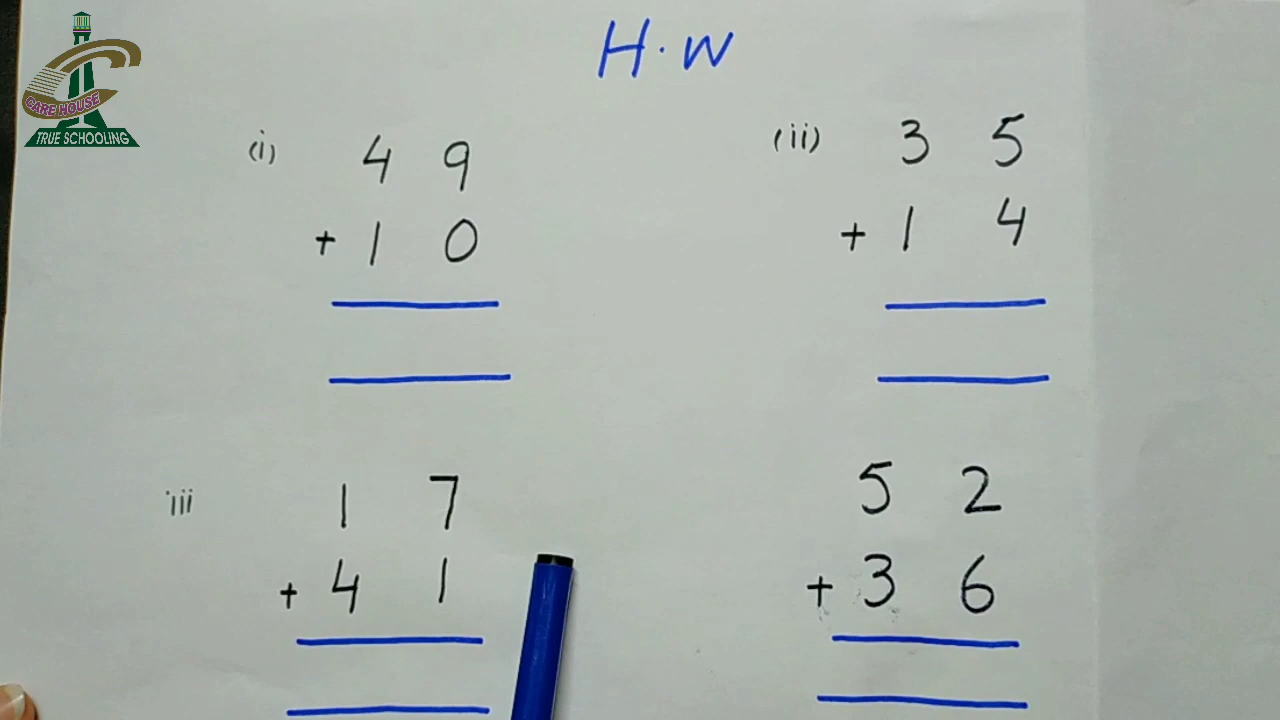 CARE HOUSE
TRUE SCHOOLING
H.W
(i) 4 9
+ 1 0
(ii) 3 5
+ 1 4
iii 1 7
+ 4 1
5 2
+ 3 6